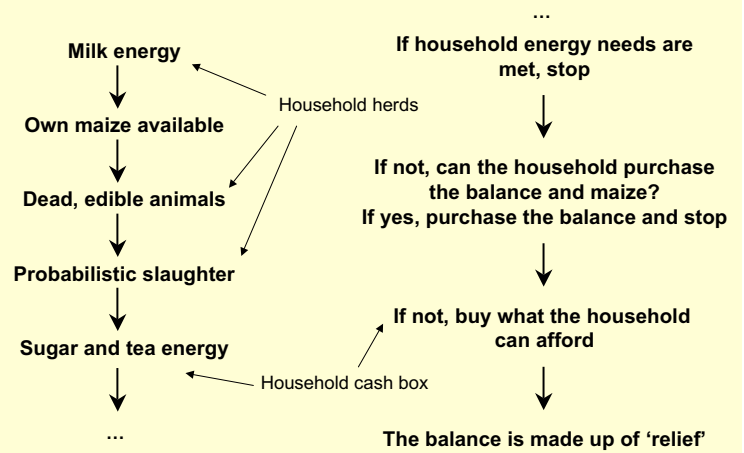 Milk energy
Own maize available
Dead, edible animals
Probabilistic slaughter
Sugar and tea energy
…
Household herds
Household cash box
…
If household energy needs are
met, stop
If not, can the household purchase
the balance and maize?
If yes, purchase the balance and stop
If not, buy what the household
can afford
The balance is made up of ‘relief’